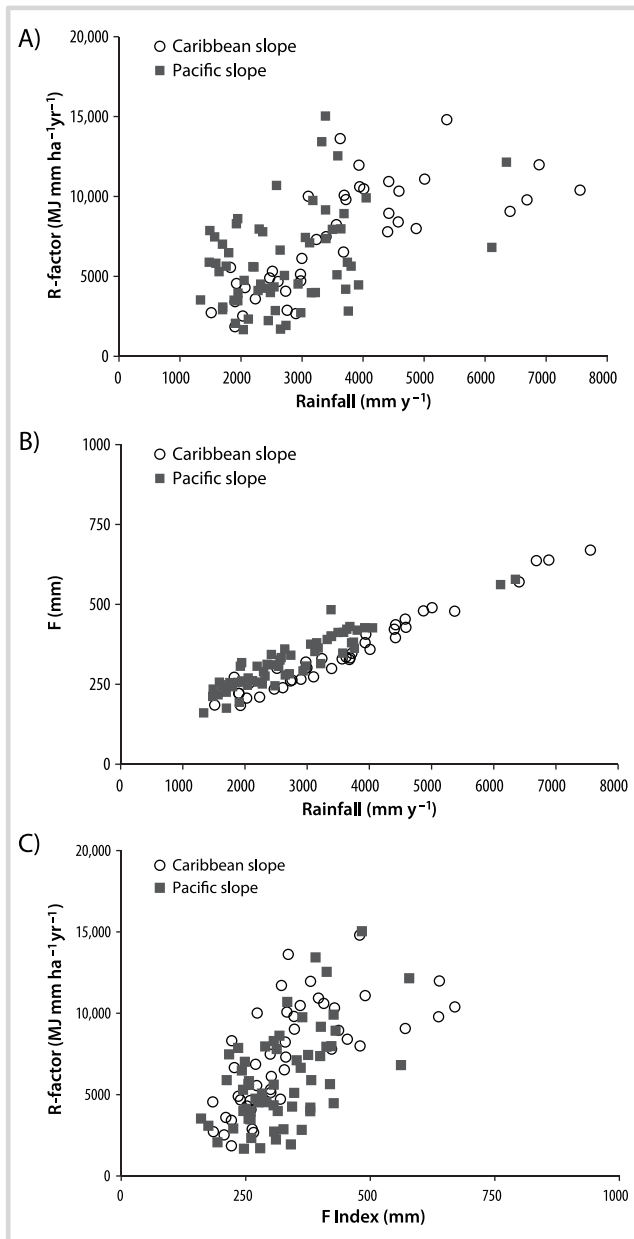 A)
20,000
Caribbean slope
Pacific slope
15,000
10,000
5000
0
R-factor (MJ mm ha⁻¹yr⁻¹)
0 1000 2000 3000 4000 5000 6000 7000 8000
Rainfall (mm y⁻¹)
B)
1000
Caribbean slope
Pacific slope
750
500
250
0
F (mm)
0 1000 2000 3000 4000 5000 6000 7000 8000
Rainfall (mm y⁻¹)
C)
20,000
Caribbean slope
Pacific slope
15,000
10,000
5000
0
R-factor (MJ mm ha⁻¹yr⁻¹)
0 250 500 750 1000
F Index (mm)